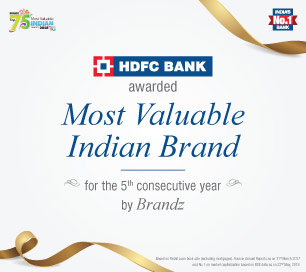 75
Most Valuable
INDIAN
INDIA'S
No.1
BANK
HDFC BANK
awarded
Most Valuable
Indian Brand
for the 5th consecutive year
by Brandz